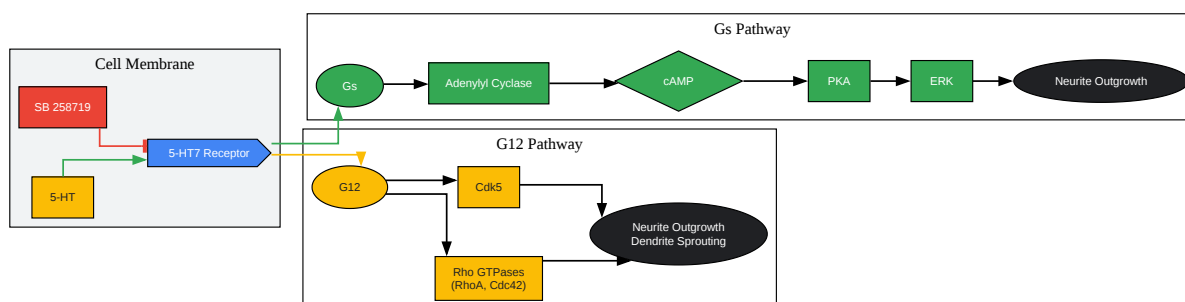 Gs Pathway
Cell Membrane
SB 258719
5-HT7 Receptor
5-HT
Gs
Adenylyl Cyclase
cAMP
PKA
ERK
Neurite Outgrowth
G12 Pathway
G12
Cdk5
Neurite Outgrowth
Dendrite Sprouting
Rho GTPases
(RhoA, Cdc42)